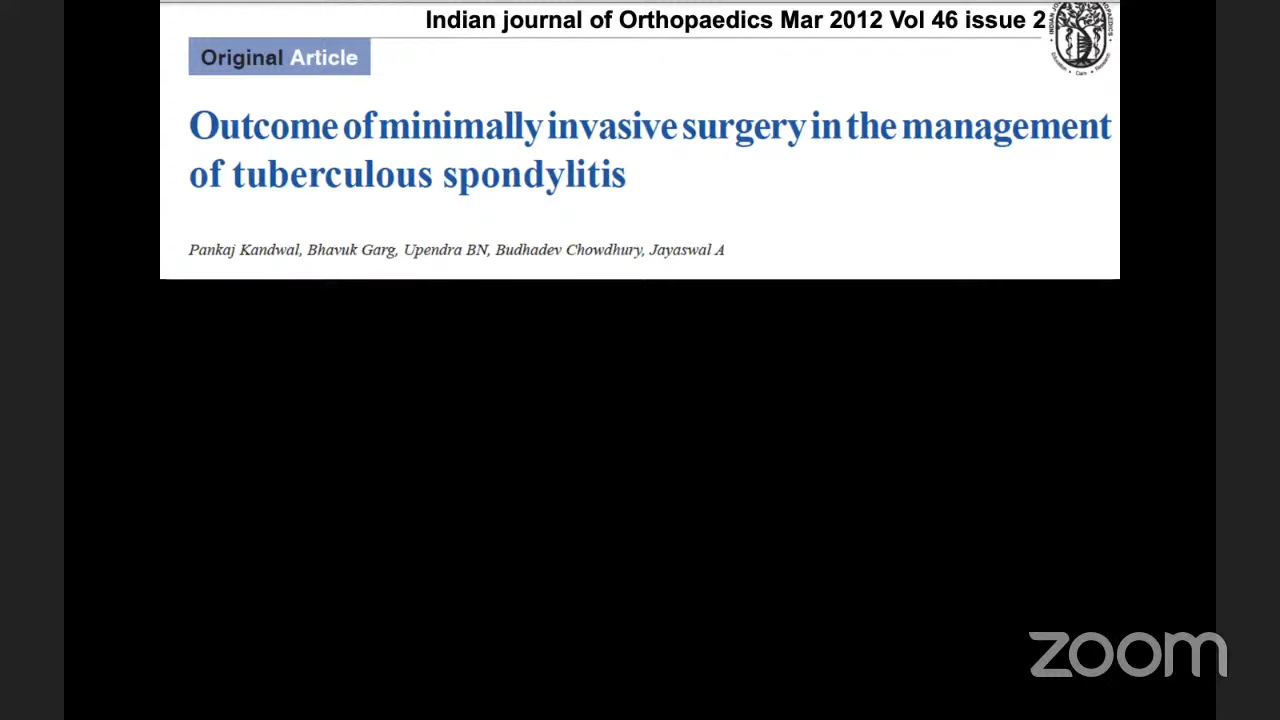 Indian journal of Orthopaedics Mar 2012 Vol 46 issue 2
Original Article
Outcome of minimally invasive surgery in the management
of tuberculous spondylitis
Pankaj Kandwal, Bhavuk Garg, Upendra BN, Budhadev Chowdhury, Jayaswal A
zoom